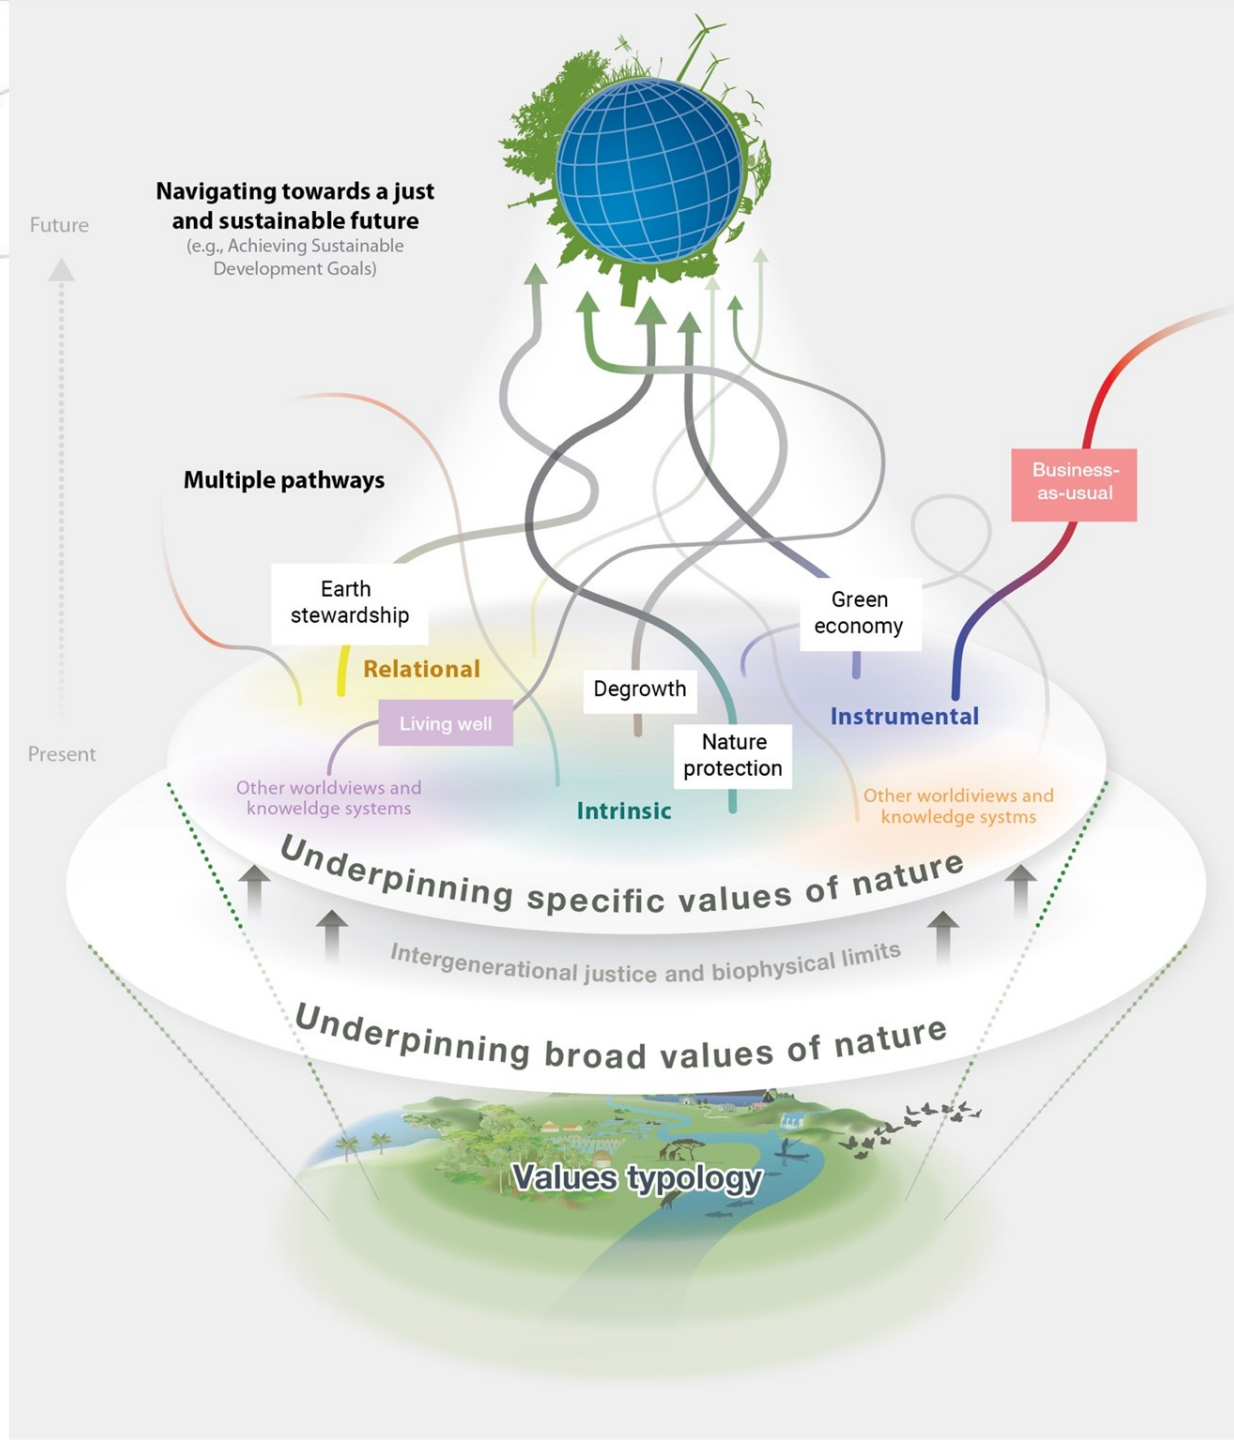 Navigating towards a just
and sustainable future
(e.g., Achieving Sustainable
Development Goals)
Future
Multiple pathways
Business-
as-usual
Earth
stewardship
Green
economy
Relational
Degrowth
Living well
Instrumental
Nature
protection
Present
Other worldviews and
knoweldge systems
Intrinsic
Other worldiviews and
knowledge systms
Underpinning specific values of nature
Intergenerational justice and biophysical limits
Underpinning broad values of nature
Values typology